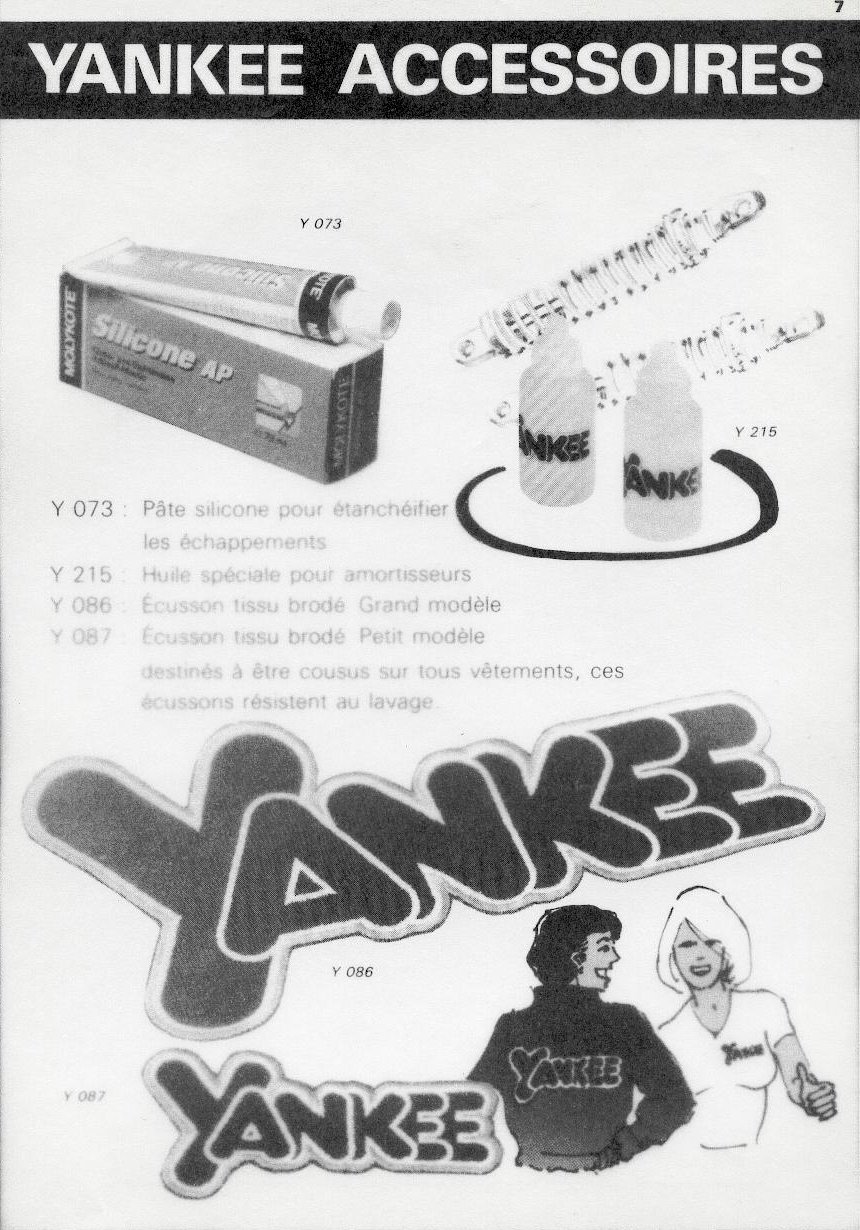 7
YANKEE ACCESSOIRES
Y 073
MOLYKOTE
Silicone AP
MOLYKOTE
YANKEE
YANKEE
Y 215
Y 073 : Pâte silicone pour étanchéifier
les échappements
Y 215 : Huile spéciale pour amortisseurs
Y 086 : Écusson tissu brodé Grand modèle
Y 087 : Écusson tissu brodé Petit modèle
destinés à être cousus sur tous vêtements, ces
écussons résistent au lavage.
YANKEE
Y 086
YANKEE
YANKEE
Y 087
YANKEE